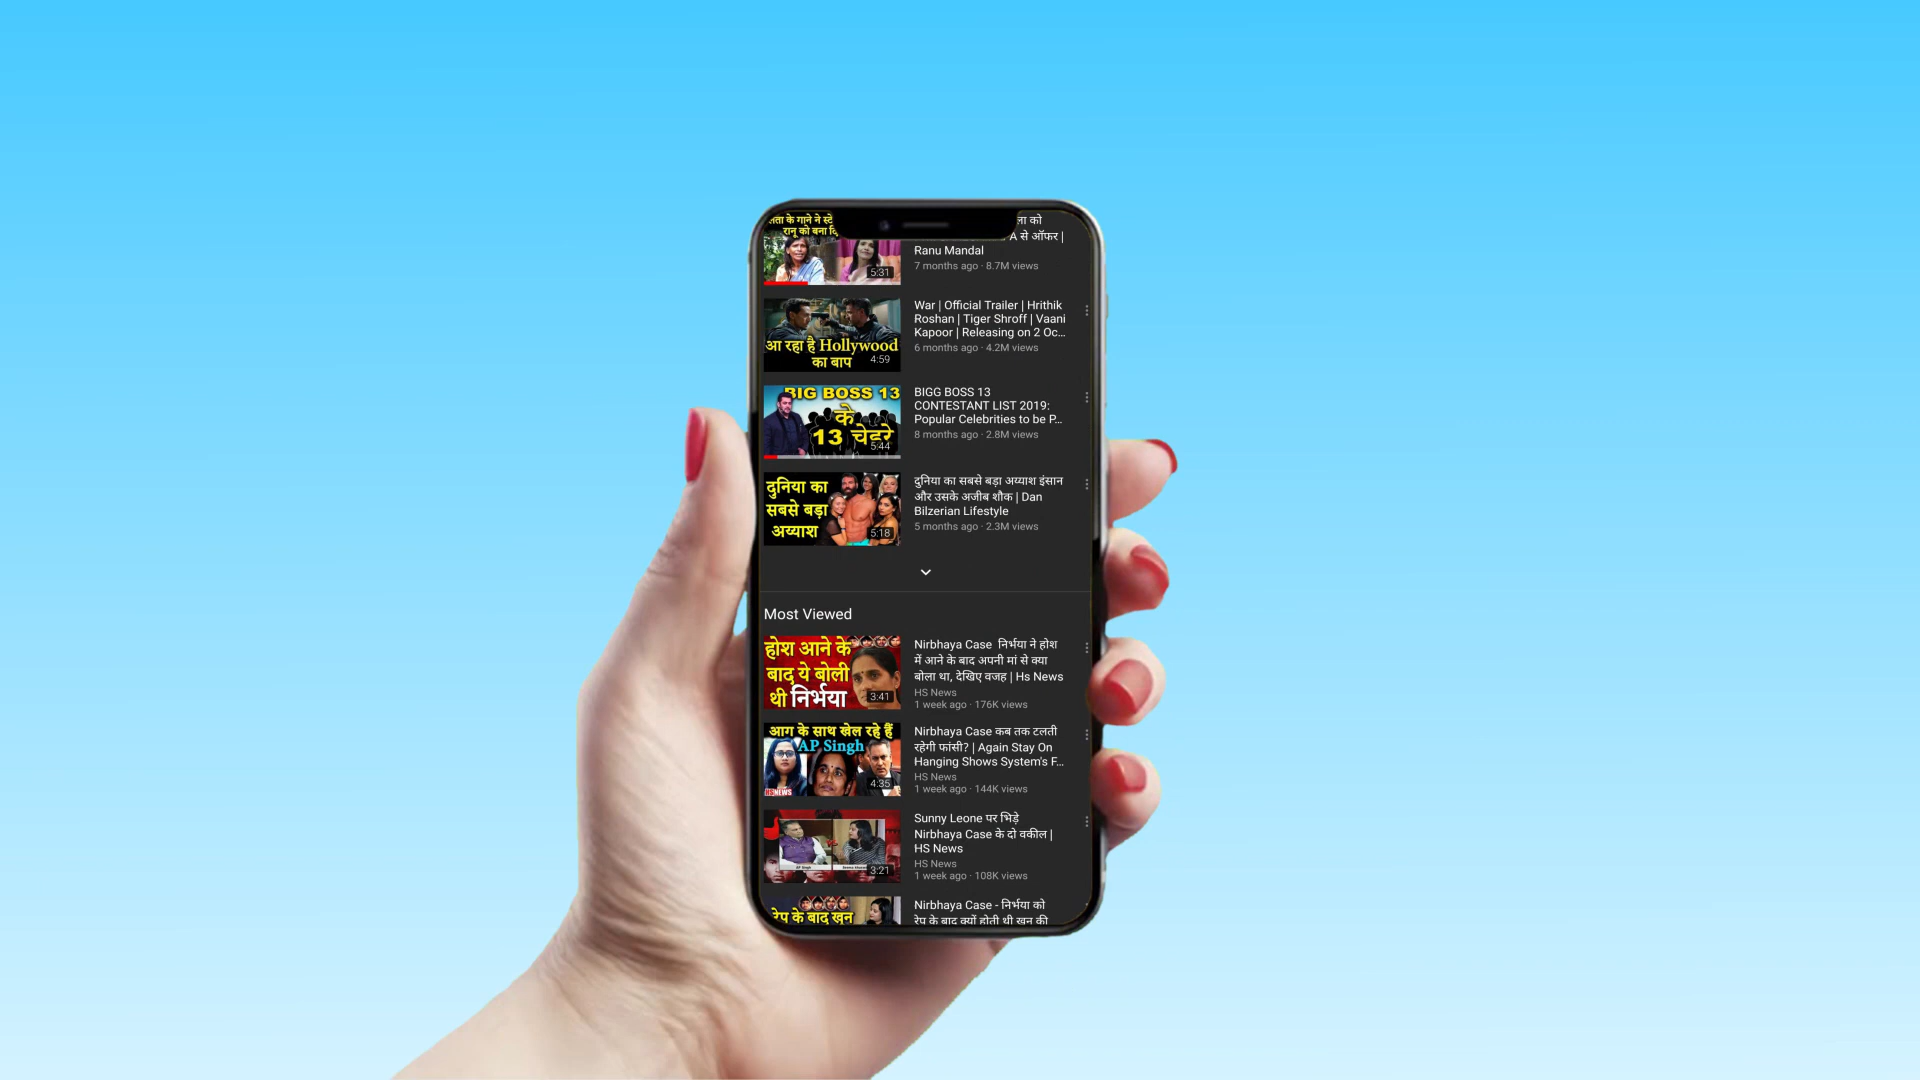 लता के गाने ने स्टे
रानू को बना दि
5:31
ला को
A से ऑफर |
Ranu Mandal
7 months ago · 8.7M views
आ रहा है Hollywood
का बाप
4:59
War | Official Trailer | Hrithik
Roshan | Tiger Shroff | Vaani
Kapoor | Releasing on 2 Oc...
6 months ago · 4.2M views
BIG BOSS 13
के
13 चेहरे
5:44
BIGG BOSS 13
CONTESTANT LIST 2019:
Popular Celebrities to be P...
8 months ago · 2.8M views
दुनिया का
सबसे बड़ा
अय्याश
5:18
दुनिया का सबसे बड़ा अय्याश इंसान
और उसके अजीब शौक | Dan
Bilzerian Lifestyle
5 months ago · 2.3M views
Most Viewed
होश आने के
बाद ये बोली
थी निर्भया
3:41
Nirbhaya Case निर्भया ने होश
में आने के बाद अपनी मां से क्या
बोला था, देखिए वजह | Hs News
HS News
1 week ago · 176K views
आग के साथ खेल रहे हैं
AP Singh
HS NEWS
4:35
Nirbhaya Case कब तक टलती
रहेगी फांसी? | Again Stay On
Hanging Shows System's F...
HS News
1 week ago · 144K views
3:21
Sunny Leone पर भिड़े
Nirbhaya Case के दो वकील |
HS News
HS News
1 week ago · 108K views
रेप के बाद खून
Nirbhaya Case - निर्भया को
रेप के बाद क्यों होती थी खून की